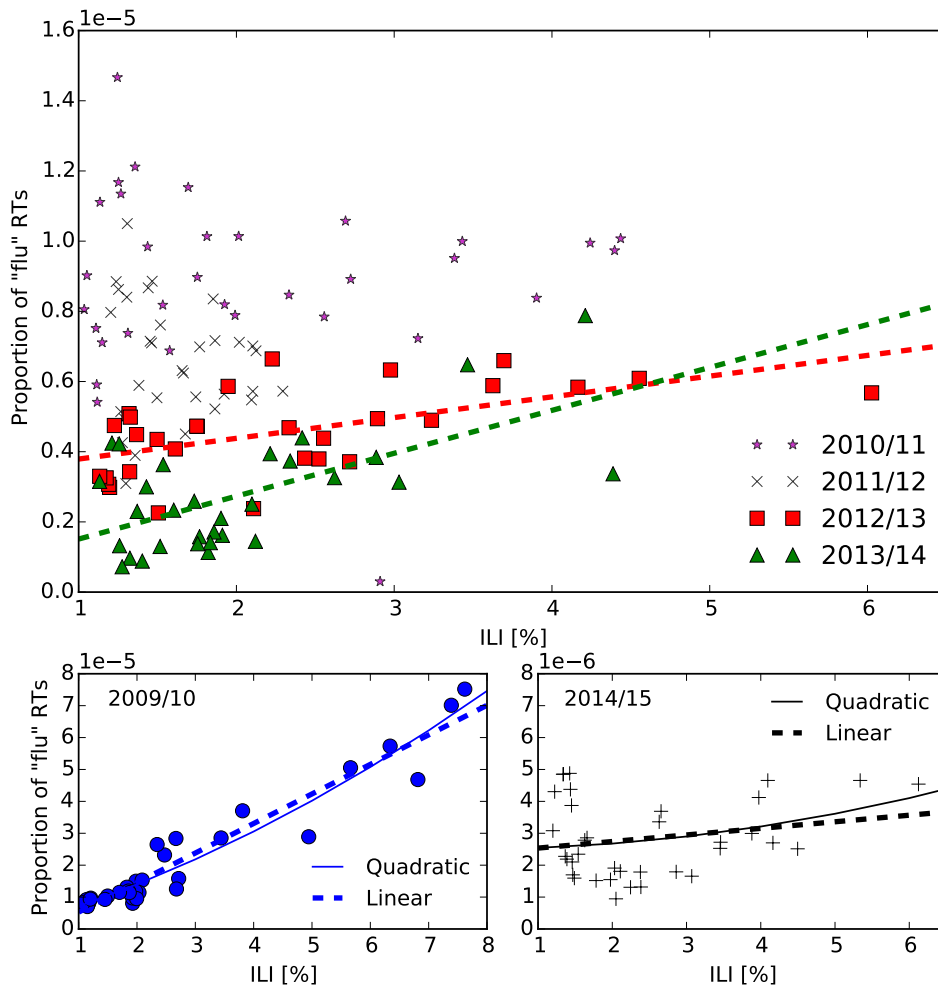 1e−5
1.6
1.4
1.2
1.0
0.8
0.6
0.4
0.2
0.0
Proportion of "flu" RTs
2010/11
2011/12
2012/13
2013/14
1 2 3 4 5 6
ILI [%]
1e−5
8
7
6
5
4
3
2
1
0
Proportion of "flu" RTs
2009/10
Quadratic
Linear
1 2 3 4 5 6 7 8
ILI [%]
1e−6
8
7
6
5
4
3
2
1
0
2014/15
Quadratic
Linear
1 2 3 4 5 6
ILI [%]